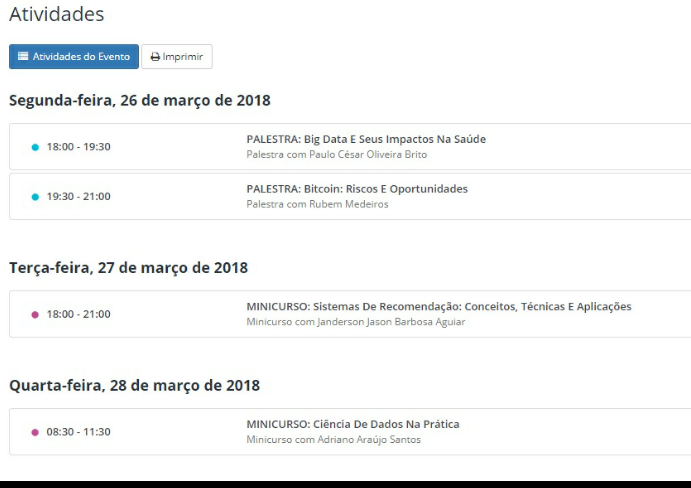 Atividades
Atividades do Evento Imprimir
Segunda-feira, 26 de março de 2018
18:00 - 19:30
PALESTRA: Big Data E Seus Impactos Na Saúde
Palestra com Paulo César Oliveira Brito
19:30 - 21:00
PALESTRA: Bitcoin: Riscos E Oportunidades
Palestra com Rubem Medeiros
Terça-feira, 27 de março de 2018
18:00 - 21:00
MINICURSO: Sistemas De Recomendação: Conceitos, Técnicas E Aplicações
Minicurso com Janderson Jason Barbosa Aguiar
Quarta-feira, 28 de março de 2018
08:30 - 11:30
MINICURSO: Ciência De Dados Na Prática
Minicurso com Adriano Araújo Santos